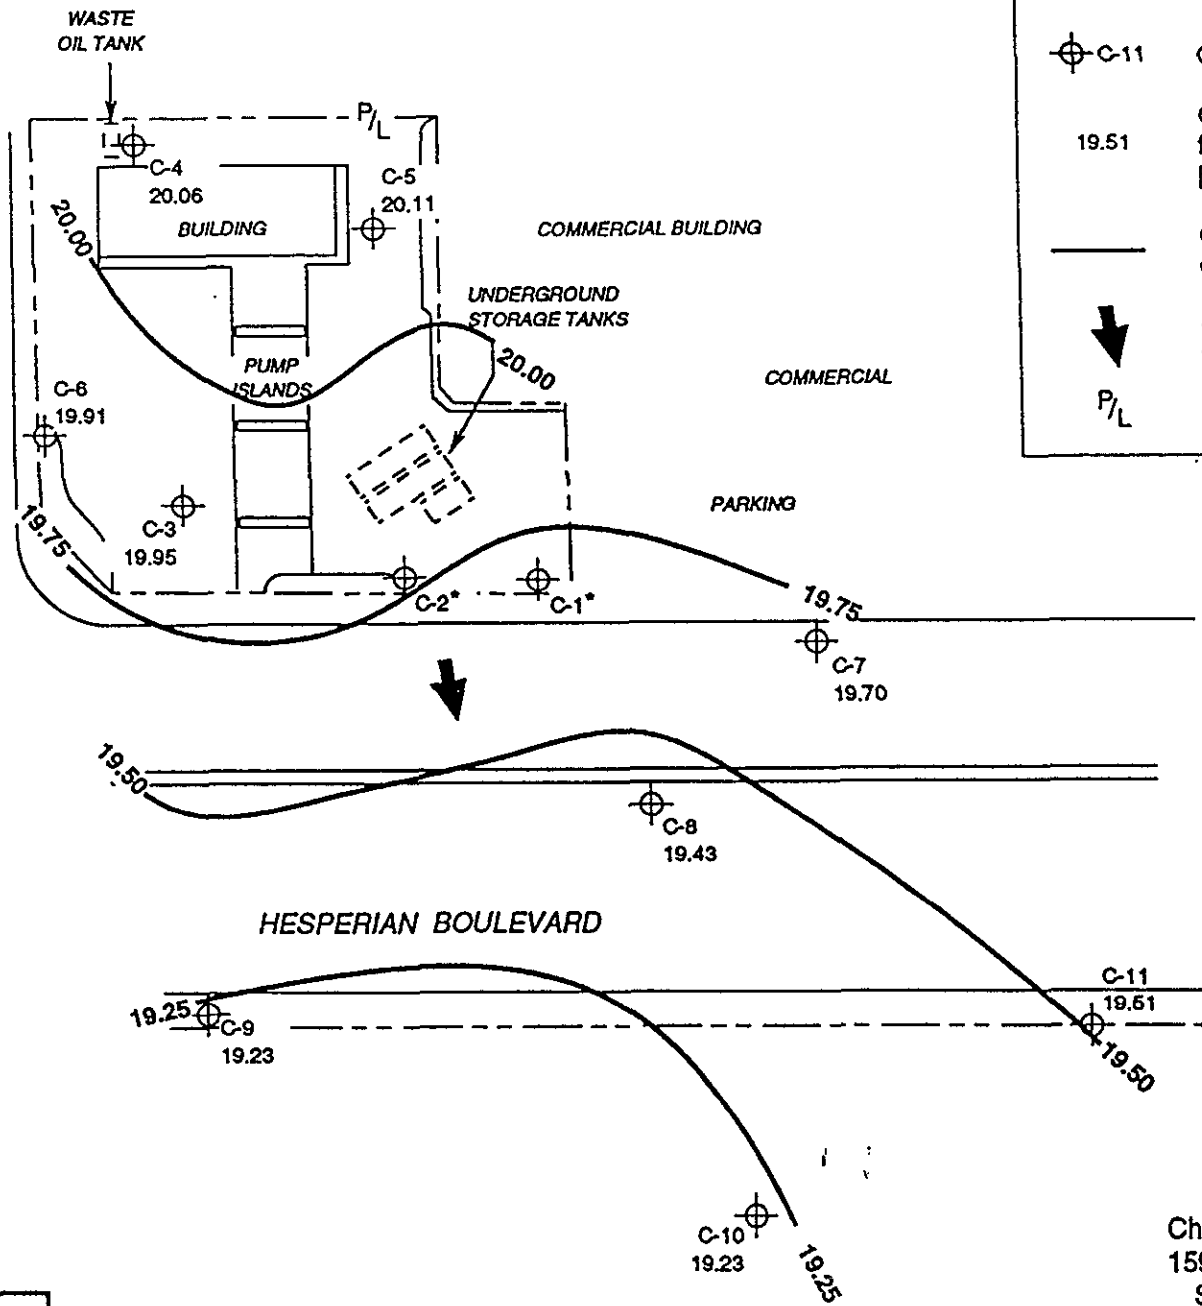 WASTE
OIL TANK
P/L
C-4
20.06
C-5
20.11
BUILDING
COMMERCIAL BUILDING
20.00
UNDERGROUND
STORAGE TANKS
20.00
PUMP
ISLANDS
COMMERCIAL
C-6
19.91
PARKING
C-3
19.95
19.75
C-2*
C-1*
19.75
C-7
19.70
19.50
C-8
19.43
HESPERIAN BOULEVARD
19.25
C-9
19.23
C-11
19.51
19.50
C-10
19.23
19.25
C-11
19.51
P/L
Ch
159